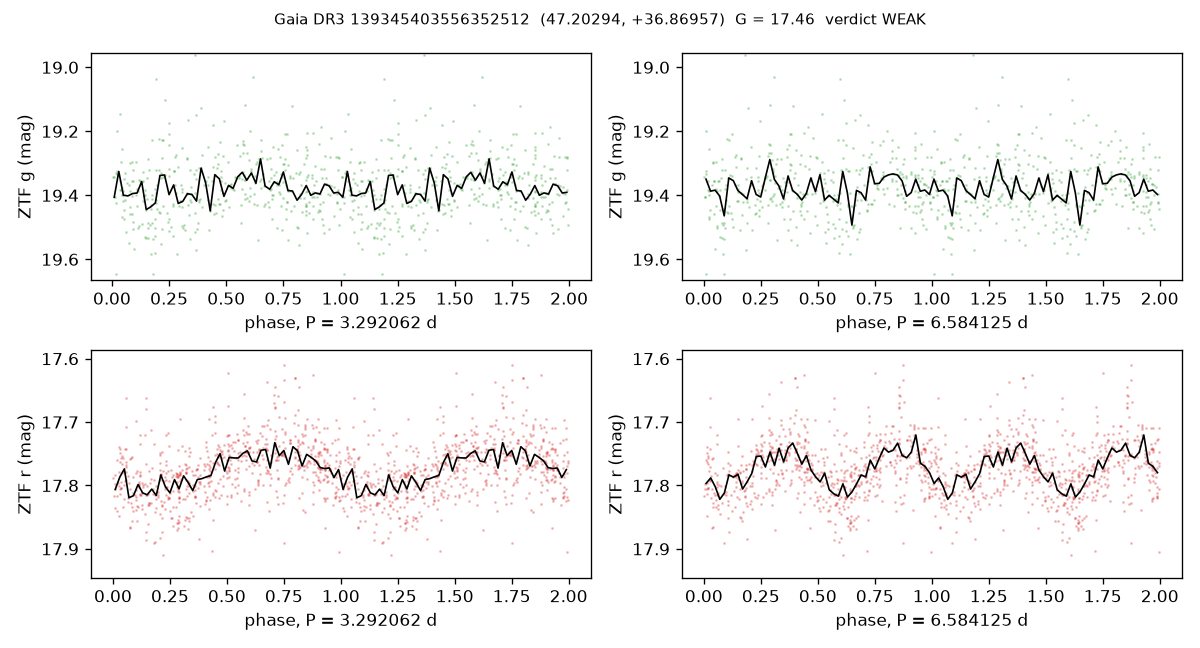 Gaia DR3 139345403556352512 (47.20294, +36.86957) G = 17.46 verdict WEAK
ZTF g (mag)
19.0
19.2
19.4
19.6
0.00 0.25 0.50 0.75 1.00 1.25 1.50 1.75 2.00
phase, P = 3.292062 d
ZTF g (mag)
19.0
19.2
19.4
19.6
0.00 0.25 0.50 0.75 1.00 1.25 1.50 1.75 2.00
phase, P = 6.584125 d
ZTF r (mag)
17.6
17.7
17.8
17.9
0.00 0.25 0.50 0.75 1.00 1.25 1.50 1.75 2.00
phase, P = 3.292062 d
ZTF r (mag)
17.6
17.7
17.8
17.9
0.00 0.25 0.50 0.75 1.00 1.25 1.50 1.75 2.00
phase, P = 6.584125 d